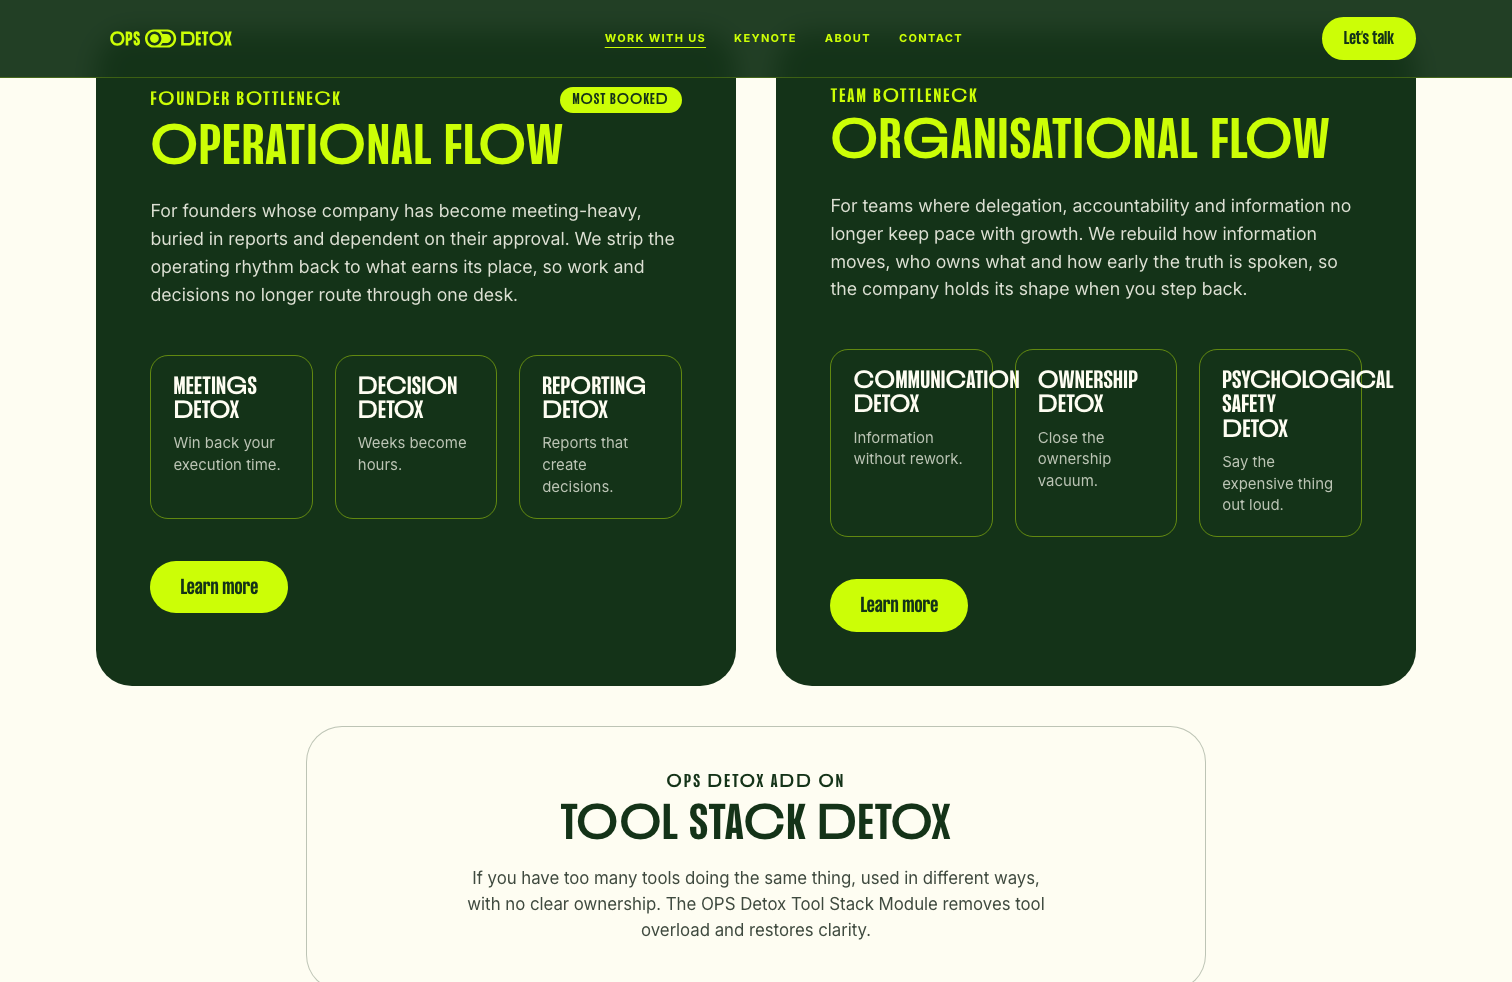 OPS DETOX
WORK WITH US
KEYNOTE
ABOUT
CONTACT
Let's talk
FOUNDER BOTTLENECK
MOST BOOKED
OPERATIONAL FLOW
For founders whose company has become meeting-heavy,
buried in reports and dependent on their approval. We strip the
operating rhythm back to what earns its place, so work and
decisions no longer route through one desk.
MEETINGS
DETOX
Win back your
execution time.
DECISION
DETOX
Weeks become
hours.
REPORTING
DETOX
Reports that
create
decisions.
Learn more
TEAM BOTTLENECK
ORGANISATIONAL FLOW
For teams where delegation, accountability and information no
longer keep pace with growth. We rebuild how information
moves, who owns what and how early the truth is spoken, so
the company holds its shape when you step back.
COMMUNICATION
DETOX
Information
without rework.
OWNERSHIP
DETOX
Close the
ownership
vacuum.
PSYCHOLOGICAL
SAFETY
DETOX
Say the
expensive thing
out loud.
Learn more
OPS DETOX ADD ON
TOOL STACK DETOX
If you have too many tools doing the same thing, used in different ways,
with no clear ownership. The OPS Detox Tool Stack Module removes tool
overload and restores clarity.